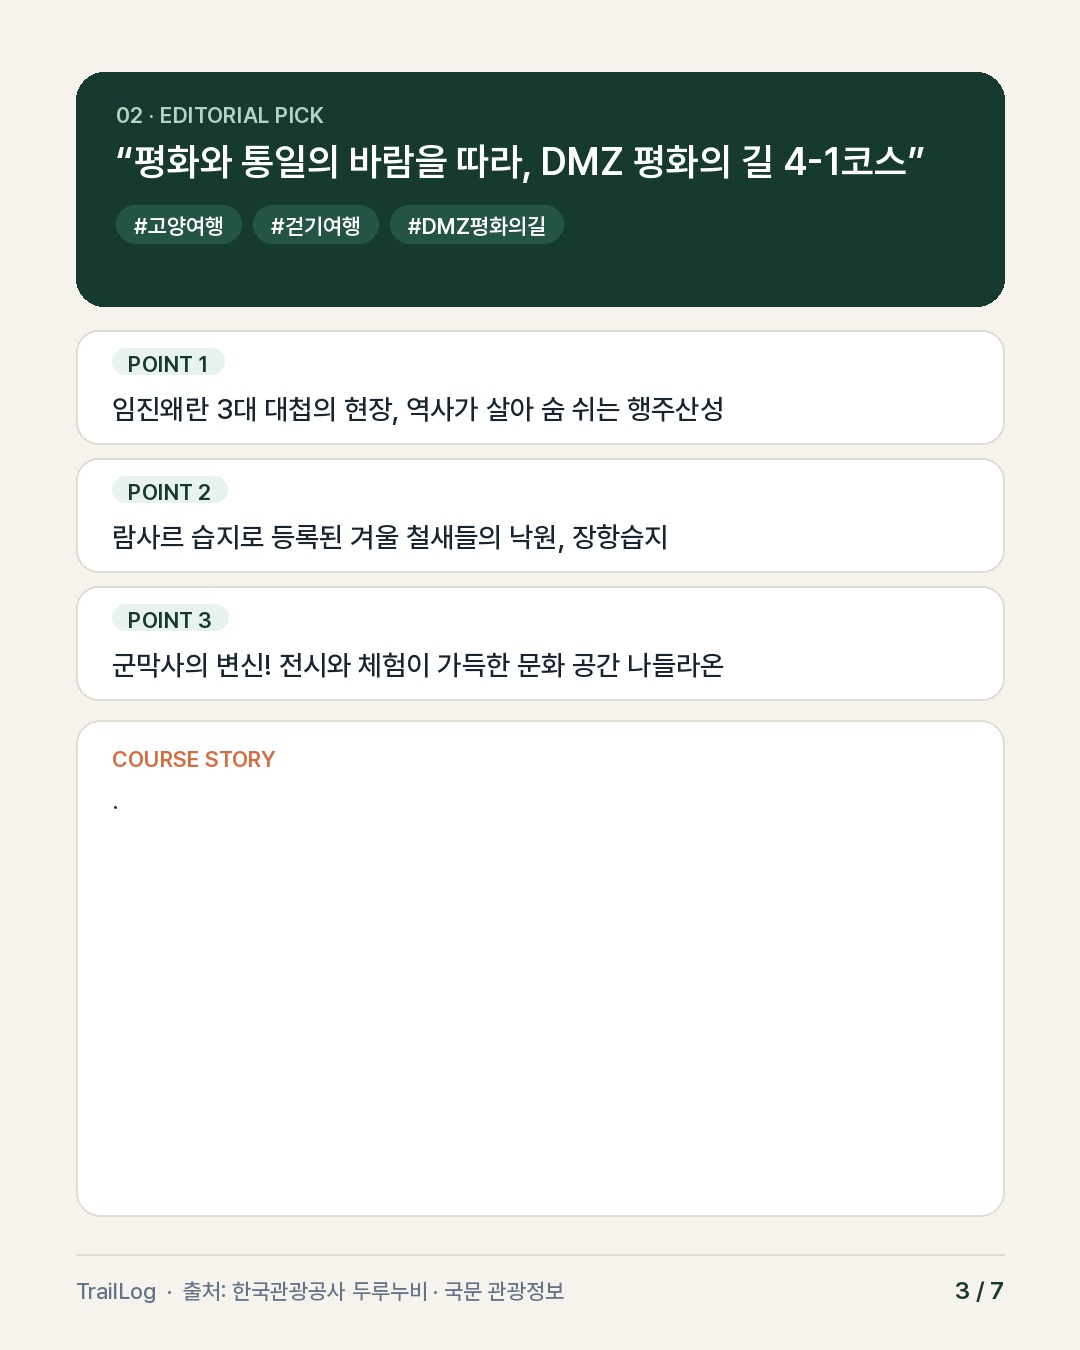 02 · EDITORIAL PICK
“평화와 통일의 바람을 따라, DMZ 평화의 길 4-1코스”
#고양여행 #걷기여행 #DMZ평화의길
POINT 1
임진왜란 3대 대첩의 현장, 역사가 살아 숨 쉬는 행주산성
POINT 2
람사르 습지로 등록된 겨울 철새들의 낙원, 장항습지
POINT 3
군막사의 변신! 전시와 체험이 가득한 문화 공간 나들라온
COURSE STORY
.
TrailLog · 출처: 한국관광공사 두루누비 · 국문 관광정보
3 / 7